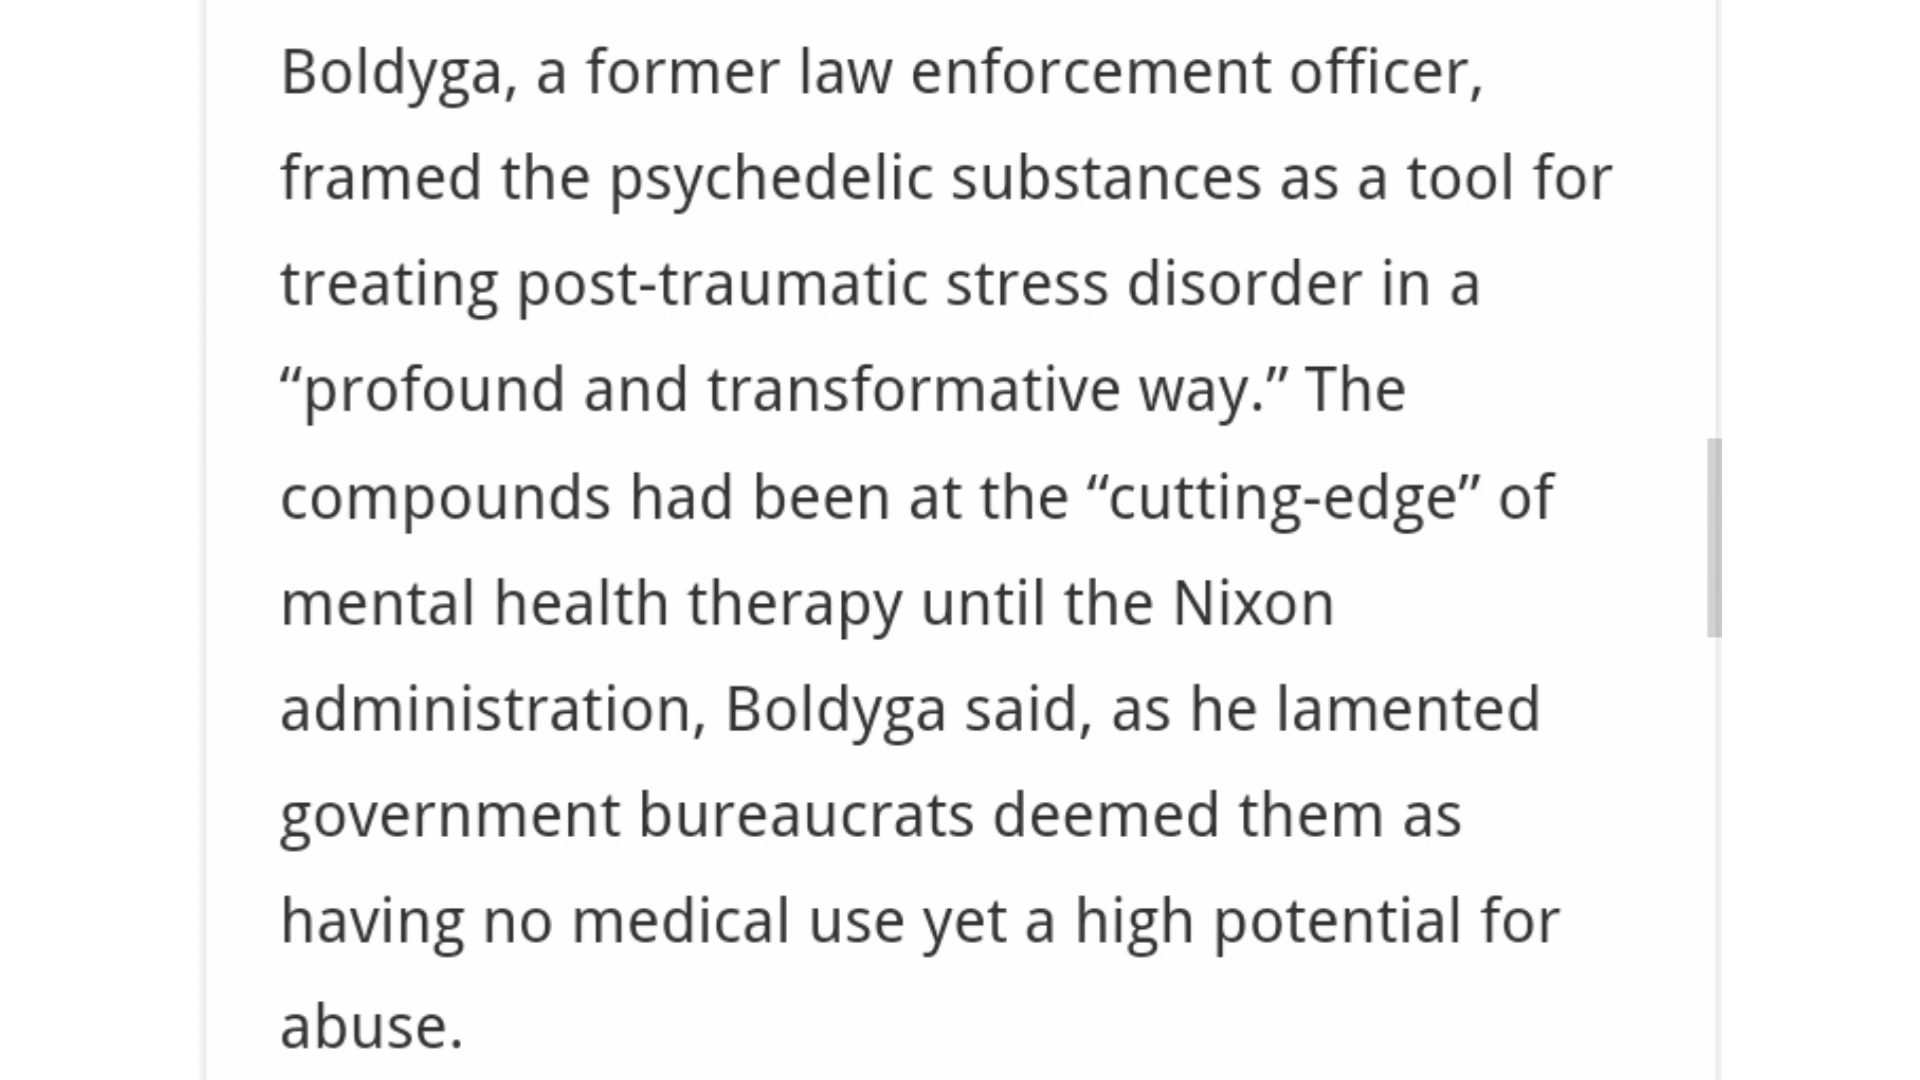 Boldyga, a former law enforcement officer,
framed the psychedelic substances as a tool for
treating post-traumatic stress disorder in a
“profound and transformative way.” The
compounds had been at the “cutting-edge” of
mental health therapy until the Nixon
administration, Boldyga said, as he lamented
government bureaucrats deemed them as
having no medical use yet a high potential for
abuse.